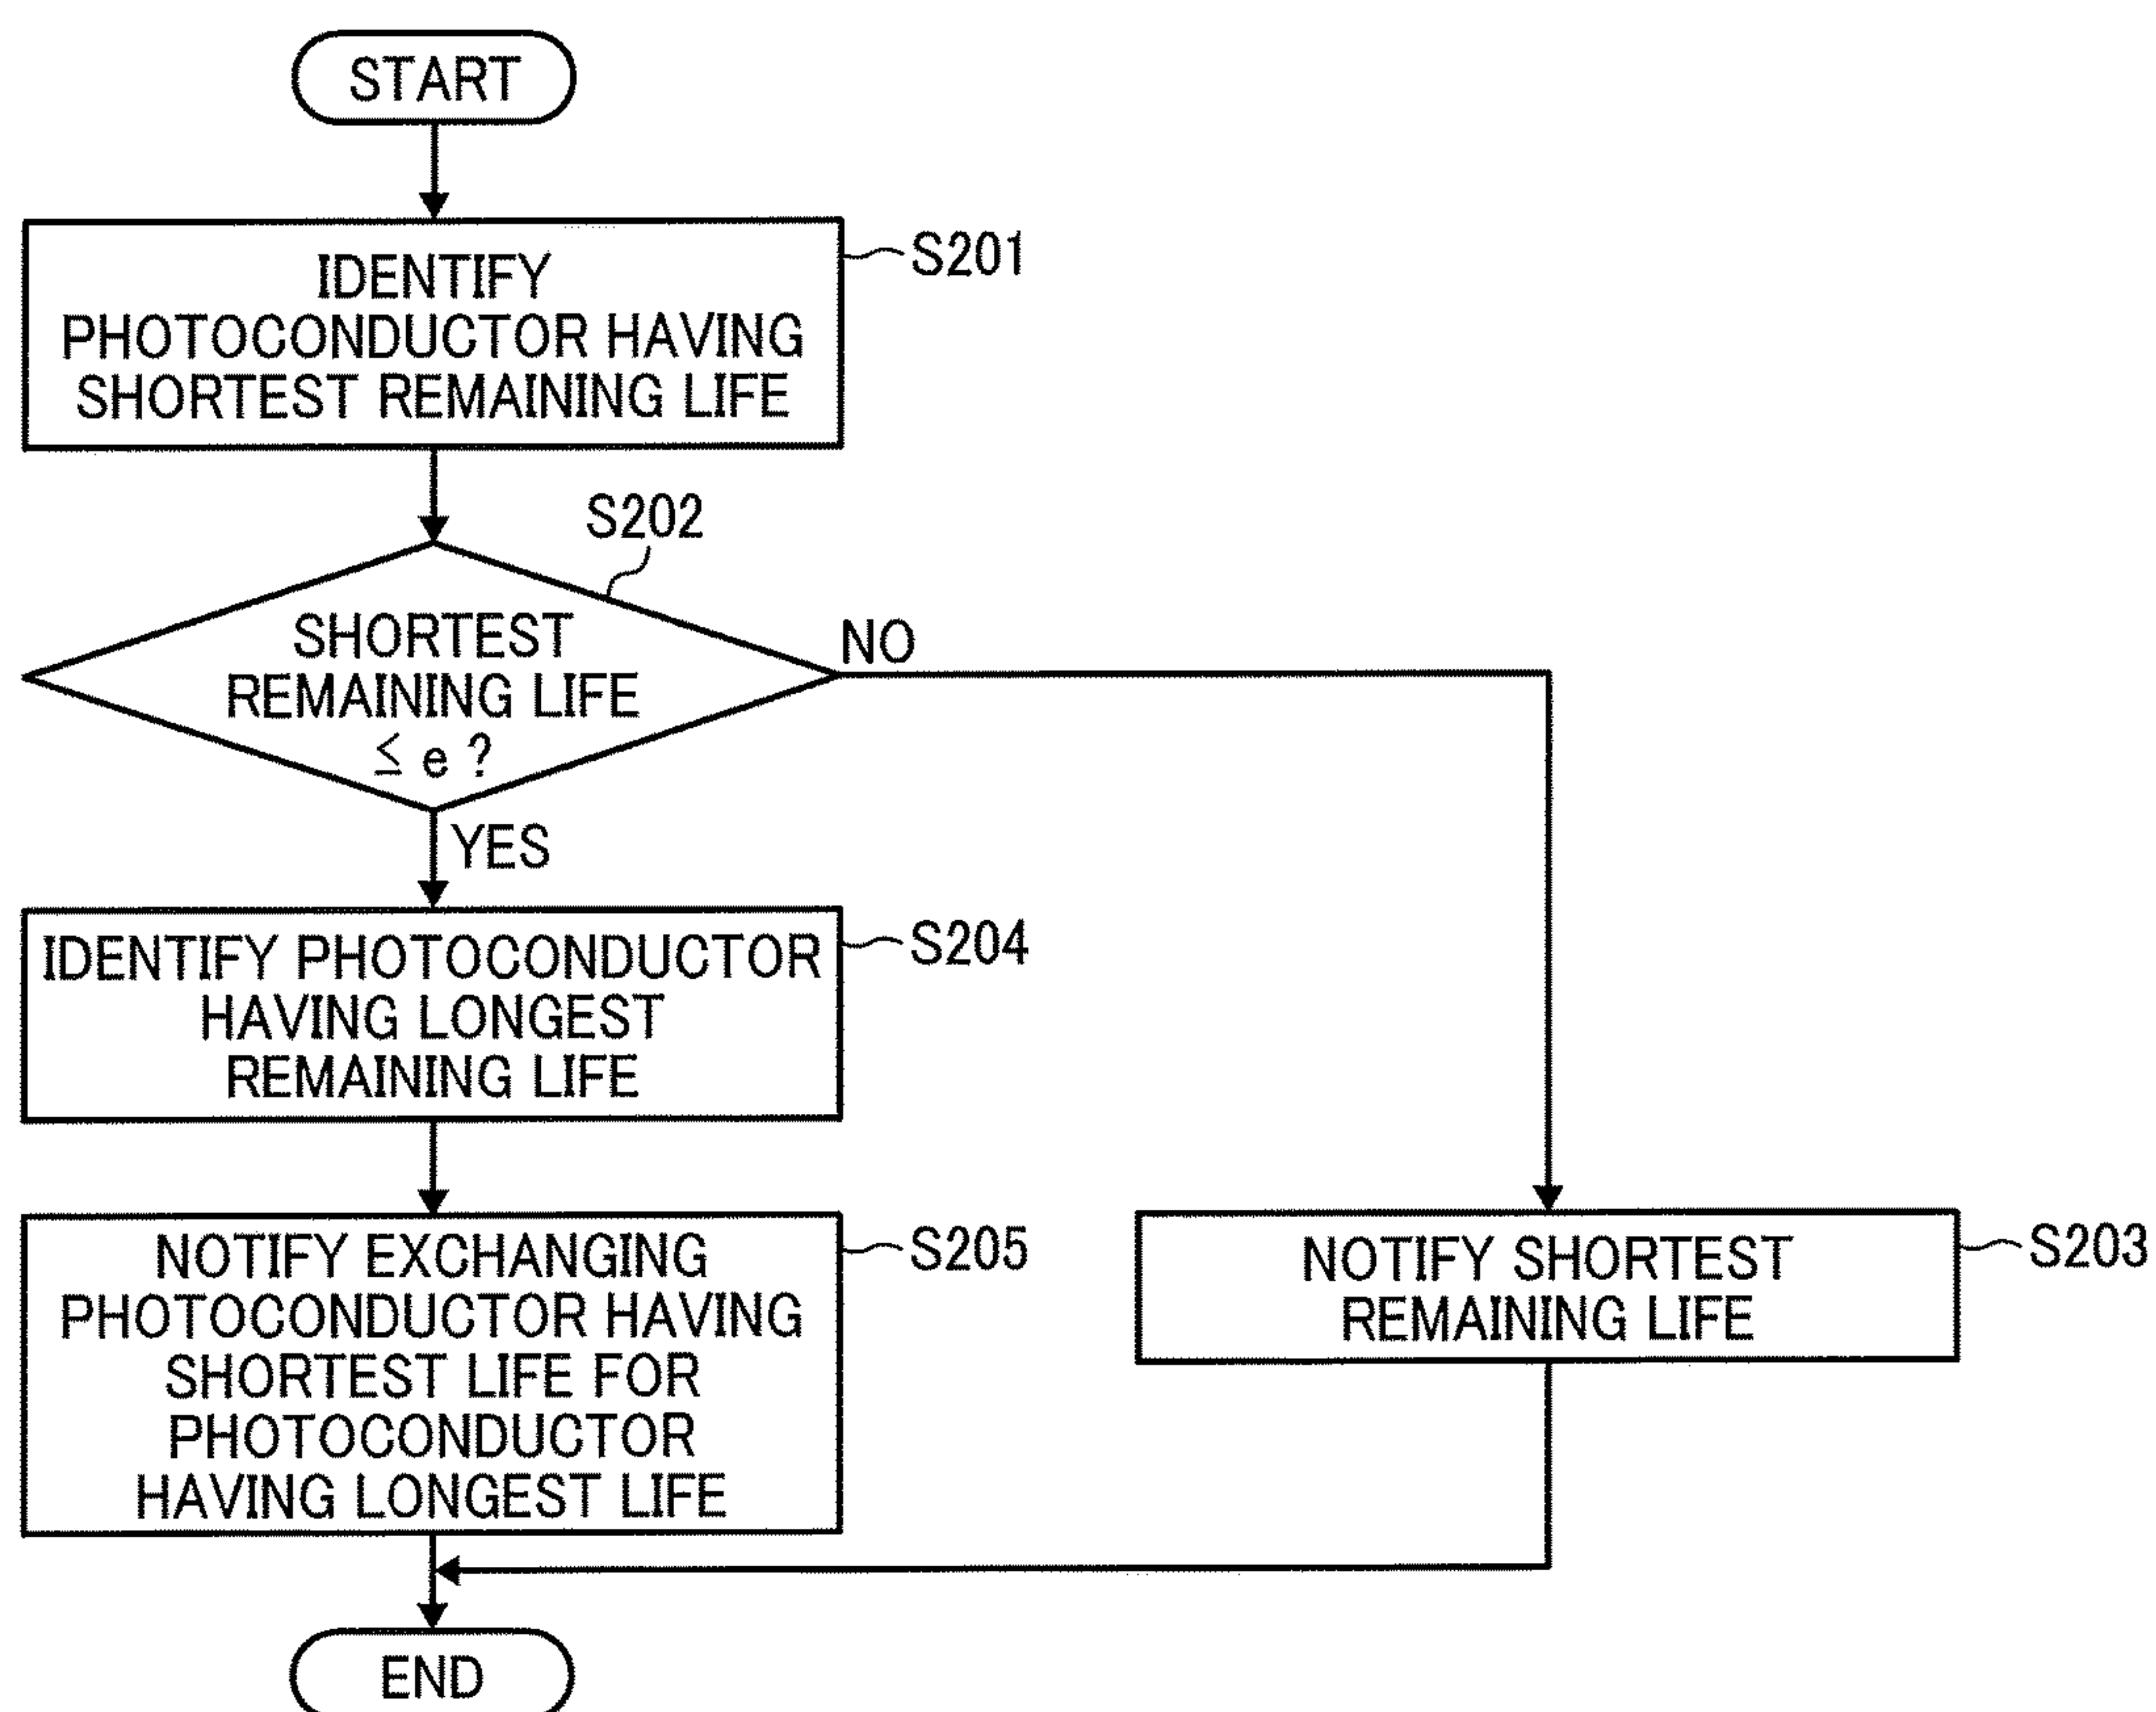 START
IDENTIFY
PHOTOCONDUCTOR HAVING
SHORTEST REMAINING LIFE
S201
S202
SHORTEST
REMAINING LIFE
≦ e ?
NO
YES
IDENTIFY PHOTOCONDUCTOR
HAVING LONGEST
REMAINING LIFE
S204
NOTIFY EXCHANGING
PHOTOCONDUCTOR HAVING
SHORTEST LIFE FOR
PHOTOCONDUCTOR
HAVING LONGEST LIFE
S205
NOTIFY SHORTEST
REMAINING LIFE
S203
END